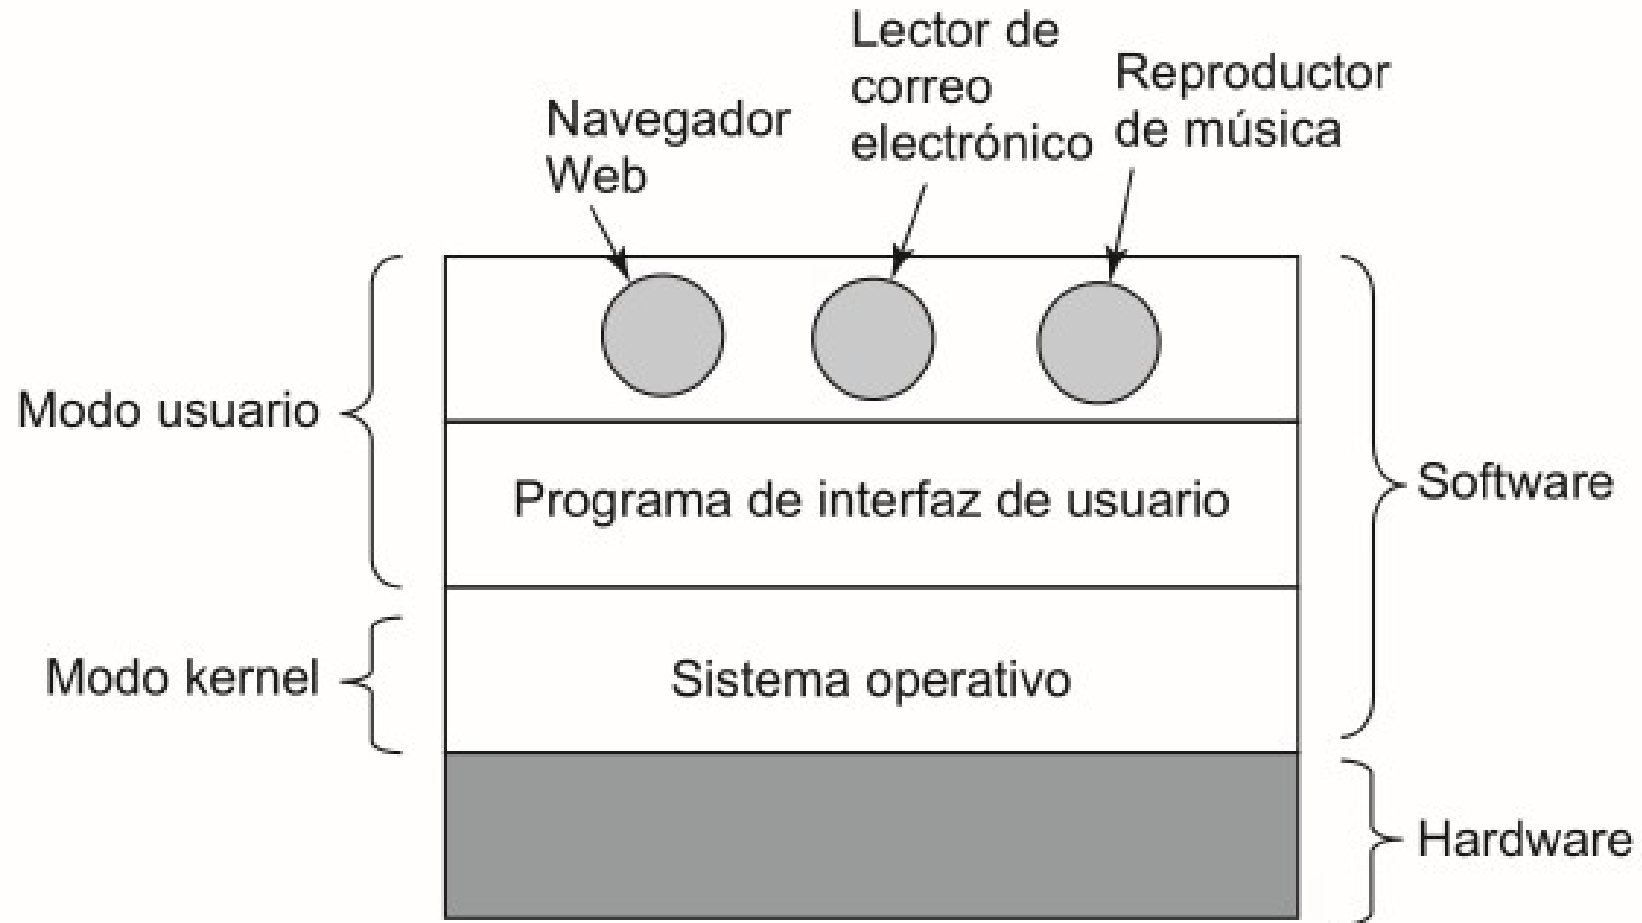 Navegador
Web
Lector de
correo
electrónico
Reproductor
de música
Modo usuario
Programa de interfaz de usuario
Software
Modo kernel
Sistema operativo
Hardware